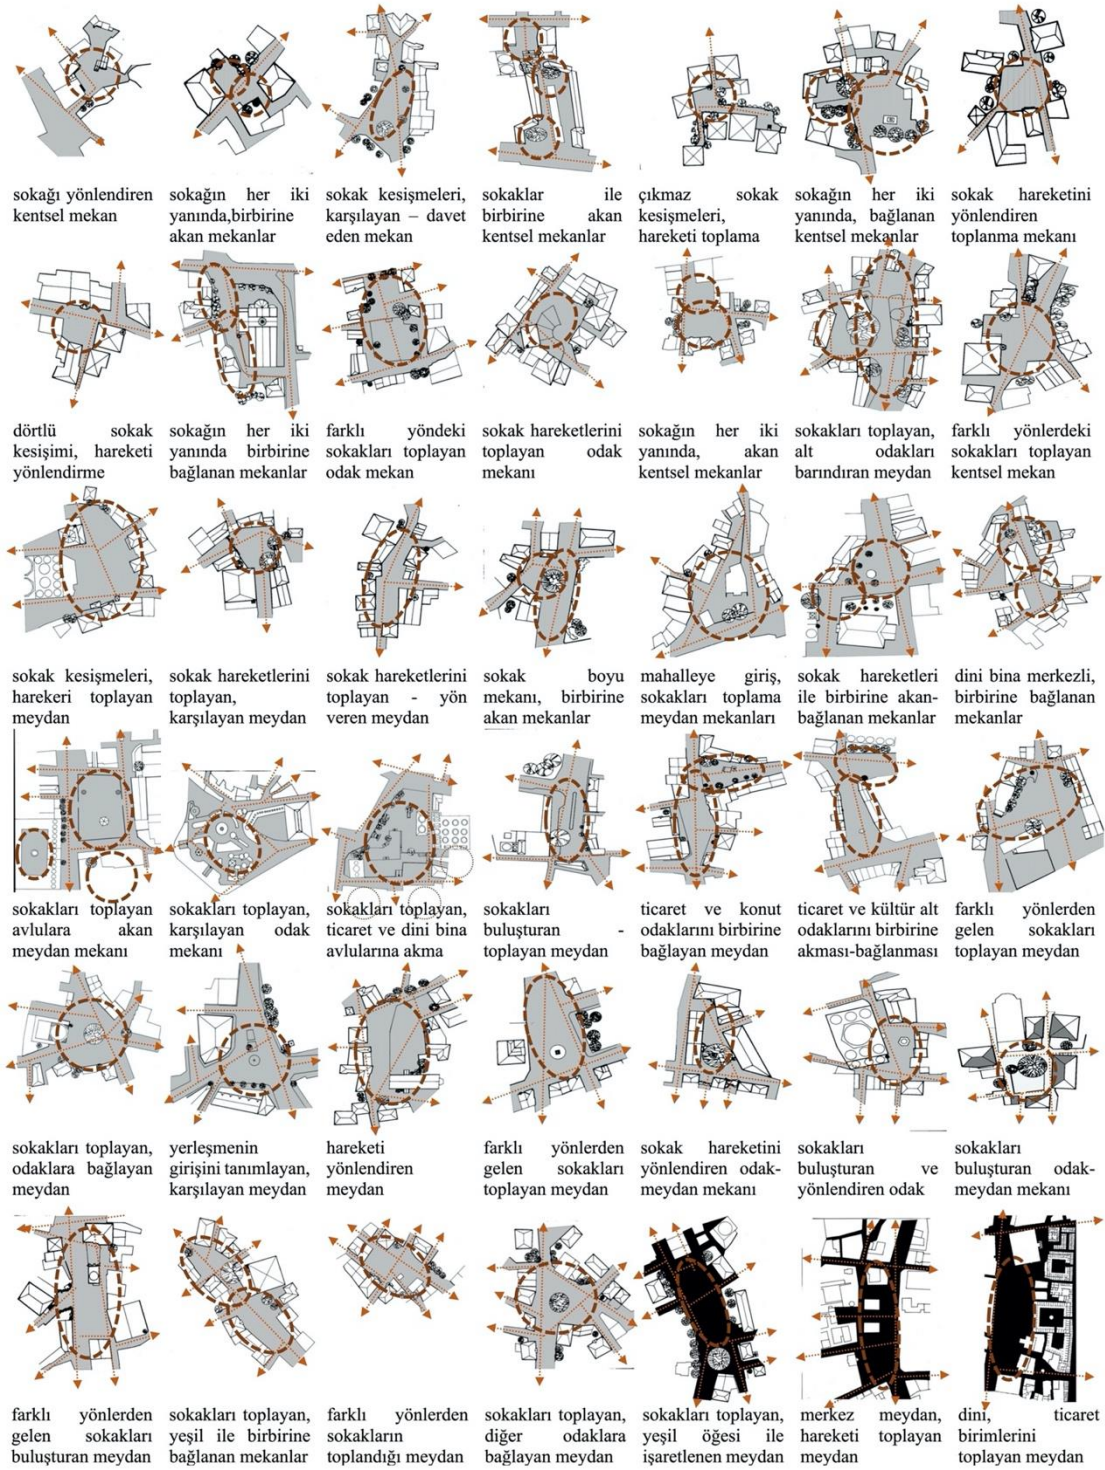 sokağı yönlendiren
kentsel mekan
sokağın her iki
yanında,birbirine
akan mekanlar
sokak kesişmeleri,
karşılayan – davet
eden mekan
sokaklar ile
birbirine akan
kentsel mekanlar
çıkmaz sokak
kesişmeleri,
hareketi toplama
sokağın her iki
yanında, bağlanan
kentsel mekanlar
sokak hareketini
yönlendiren
toplanma mekanı
dörtlü sokak
kesişimi, hareketi
yönlendirme
sokağın her iki
yanında birbirine
bağlanan mekanlar
farklı yöndeki
sokakları toplayan
odak mekan
sokak hareketlerini
toplayan odak
mekanı
sokağın her iki
yanında, akan
kentsel mekanlar
sokakları toplayan,
alt odakları
barındıran meydan
farklı yönlerdeki
sokakları toplayan
kentsel mekan
sokak kesişmeleri,
harekeri toplayan
meydan
sokak hareketlerini
toplayan,
karşılayan meydan
sokak hareketlerini
toplayan - yön
veren meydan
sokak boyu
mekanı, birbirine
akan mekanlar
mahalleye giriş,
sokakları toplama
meydan mekanları
sokak hareketleri
ile birbirine akan-
bağlanan mekanlar
dini bina merkezli,
birbirine bağlanan
mekanlar
sokakları toplayan
avlulara akan
meydan mekanı
sokakları toplayan,
karşılayan odak
mekanı
sokakları toplayan,
ticaret ve dini bina
avlularına akma
sokakları
buluşturan -
toplayan meydan
ticaret ve konut
odaklarını birbirine
bağlayan meydan
ticaret ve kültür alt
odaklarını birbirine
akması-bağlanması
farklı yönlerden
gelen sokakları
toplayan meydan
sokakları toplayan,
odaklara bağlayan
meydan
yerleşmenin
girişini tanımlayan,
karşılayan meydan
hareketi
yönlendiren
meydan
farklı yönlerden
gelen sokakları
toplayan meydan
sokak hareketini
yönlendiren odak-
meydan mekanı
sokakları
buluşturan ve
yönlendiren odak
sokakları
buluşturan odak-
meydan mekanı
farklı yönlerden
gelen sokakları
buluşturan meydan
sokakları toplayan,
yeşil ile birbirine
bağlanan mekanlar
farklı yönlerden
sokakların
toplandığı meydan
sokakları toplayan,
diğer odaklara
bağlayan meydan
sokakları toplayan,
yeşil öğesi ile
işaretlenen meydan
merkez meydan,
hareketi toplayan
meydan
dini, ticaret
birimlerini
toplayan meydan